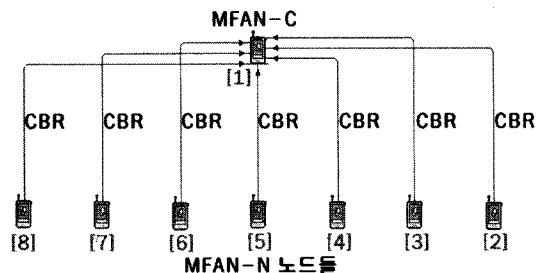 MFAN-C
[1]
CBR CBR CBR CBR CBR CBR CBR
[8] [7] [6] [5] [4] [3] [2]
MFAN-N 노드들